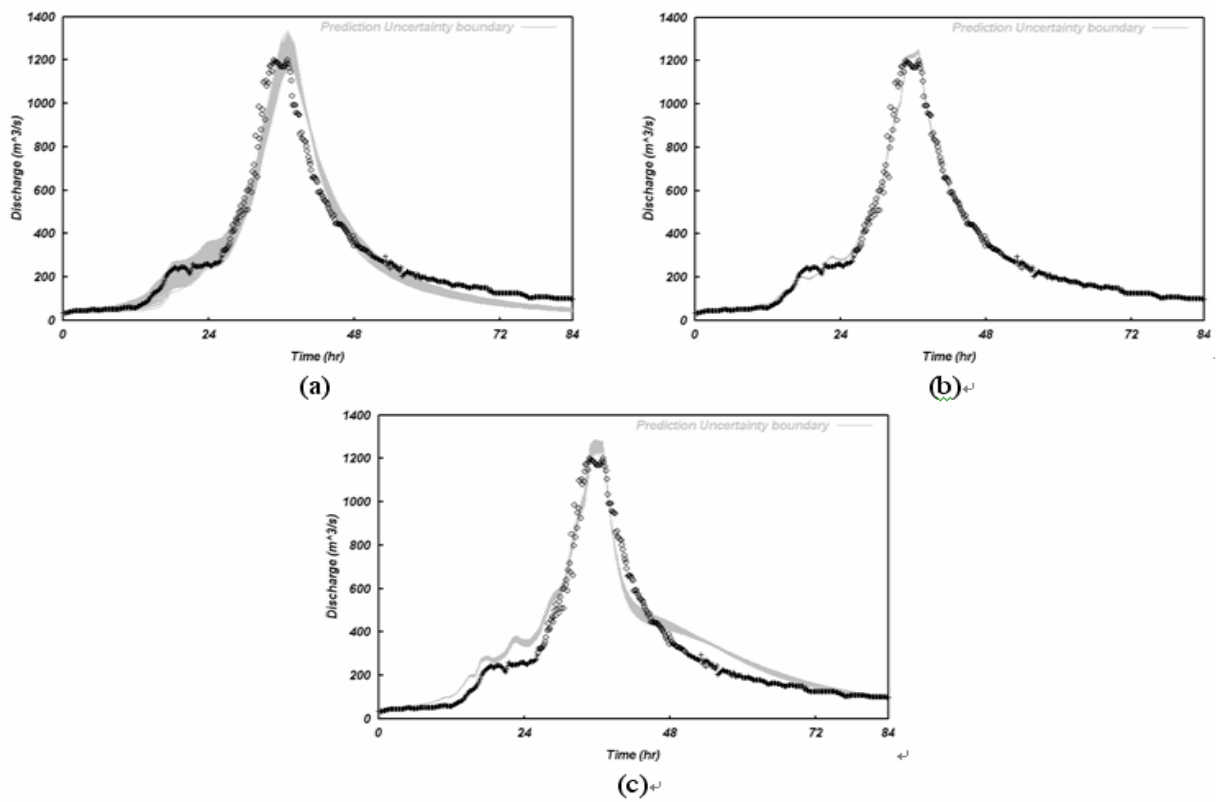 1400
1200
1000
800
600
400
200
0
Discharge (m^3/s)
Prediction Uncertainty boundary
0 24 48 72 84
Time (hr)
(a)
1400
1200
1000
800
600
400
200
0
Discharge (m^3/s)
Prediction Uncertainty boundary
0 24 48 72 84
Time (hr)
(b)↵
1400
1200
1000
800
600
400
200
0
Discharge (m^3/s)
Prediction Uncertainty boundary
0 24 48 72 84
Time (hr)
↵
(c)↵